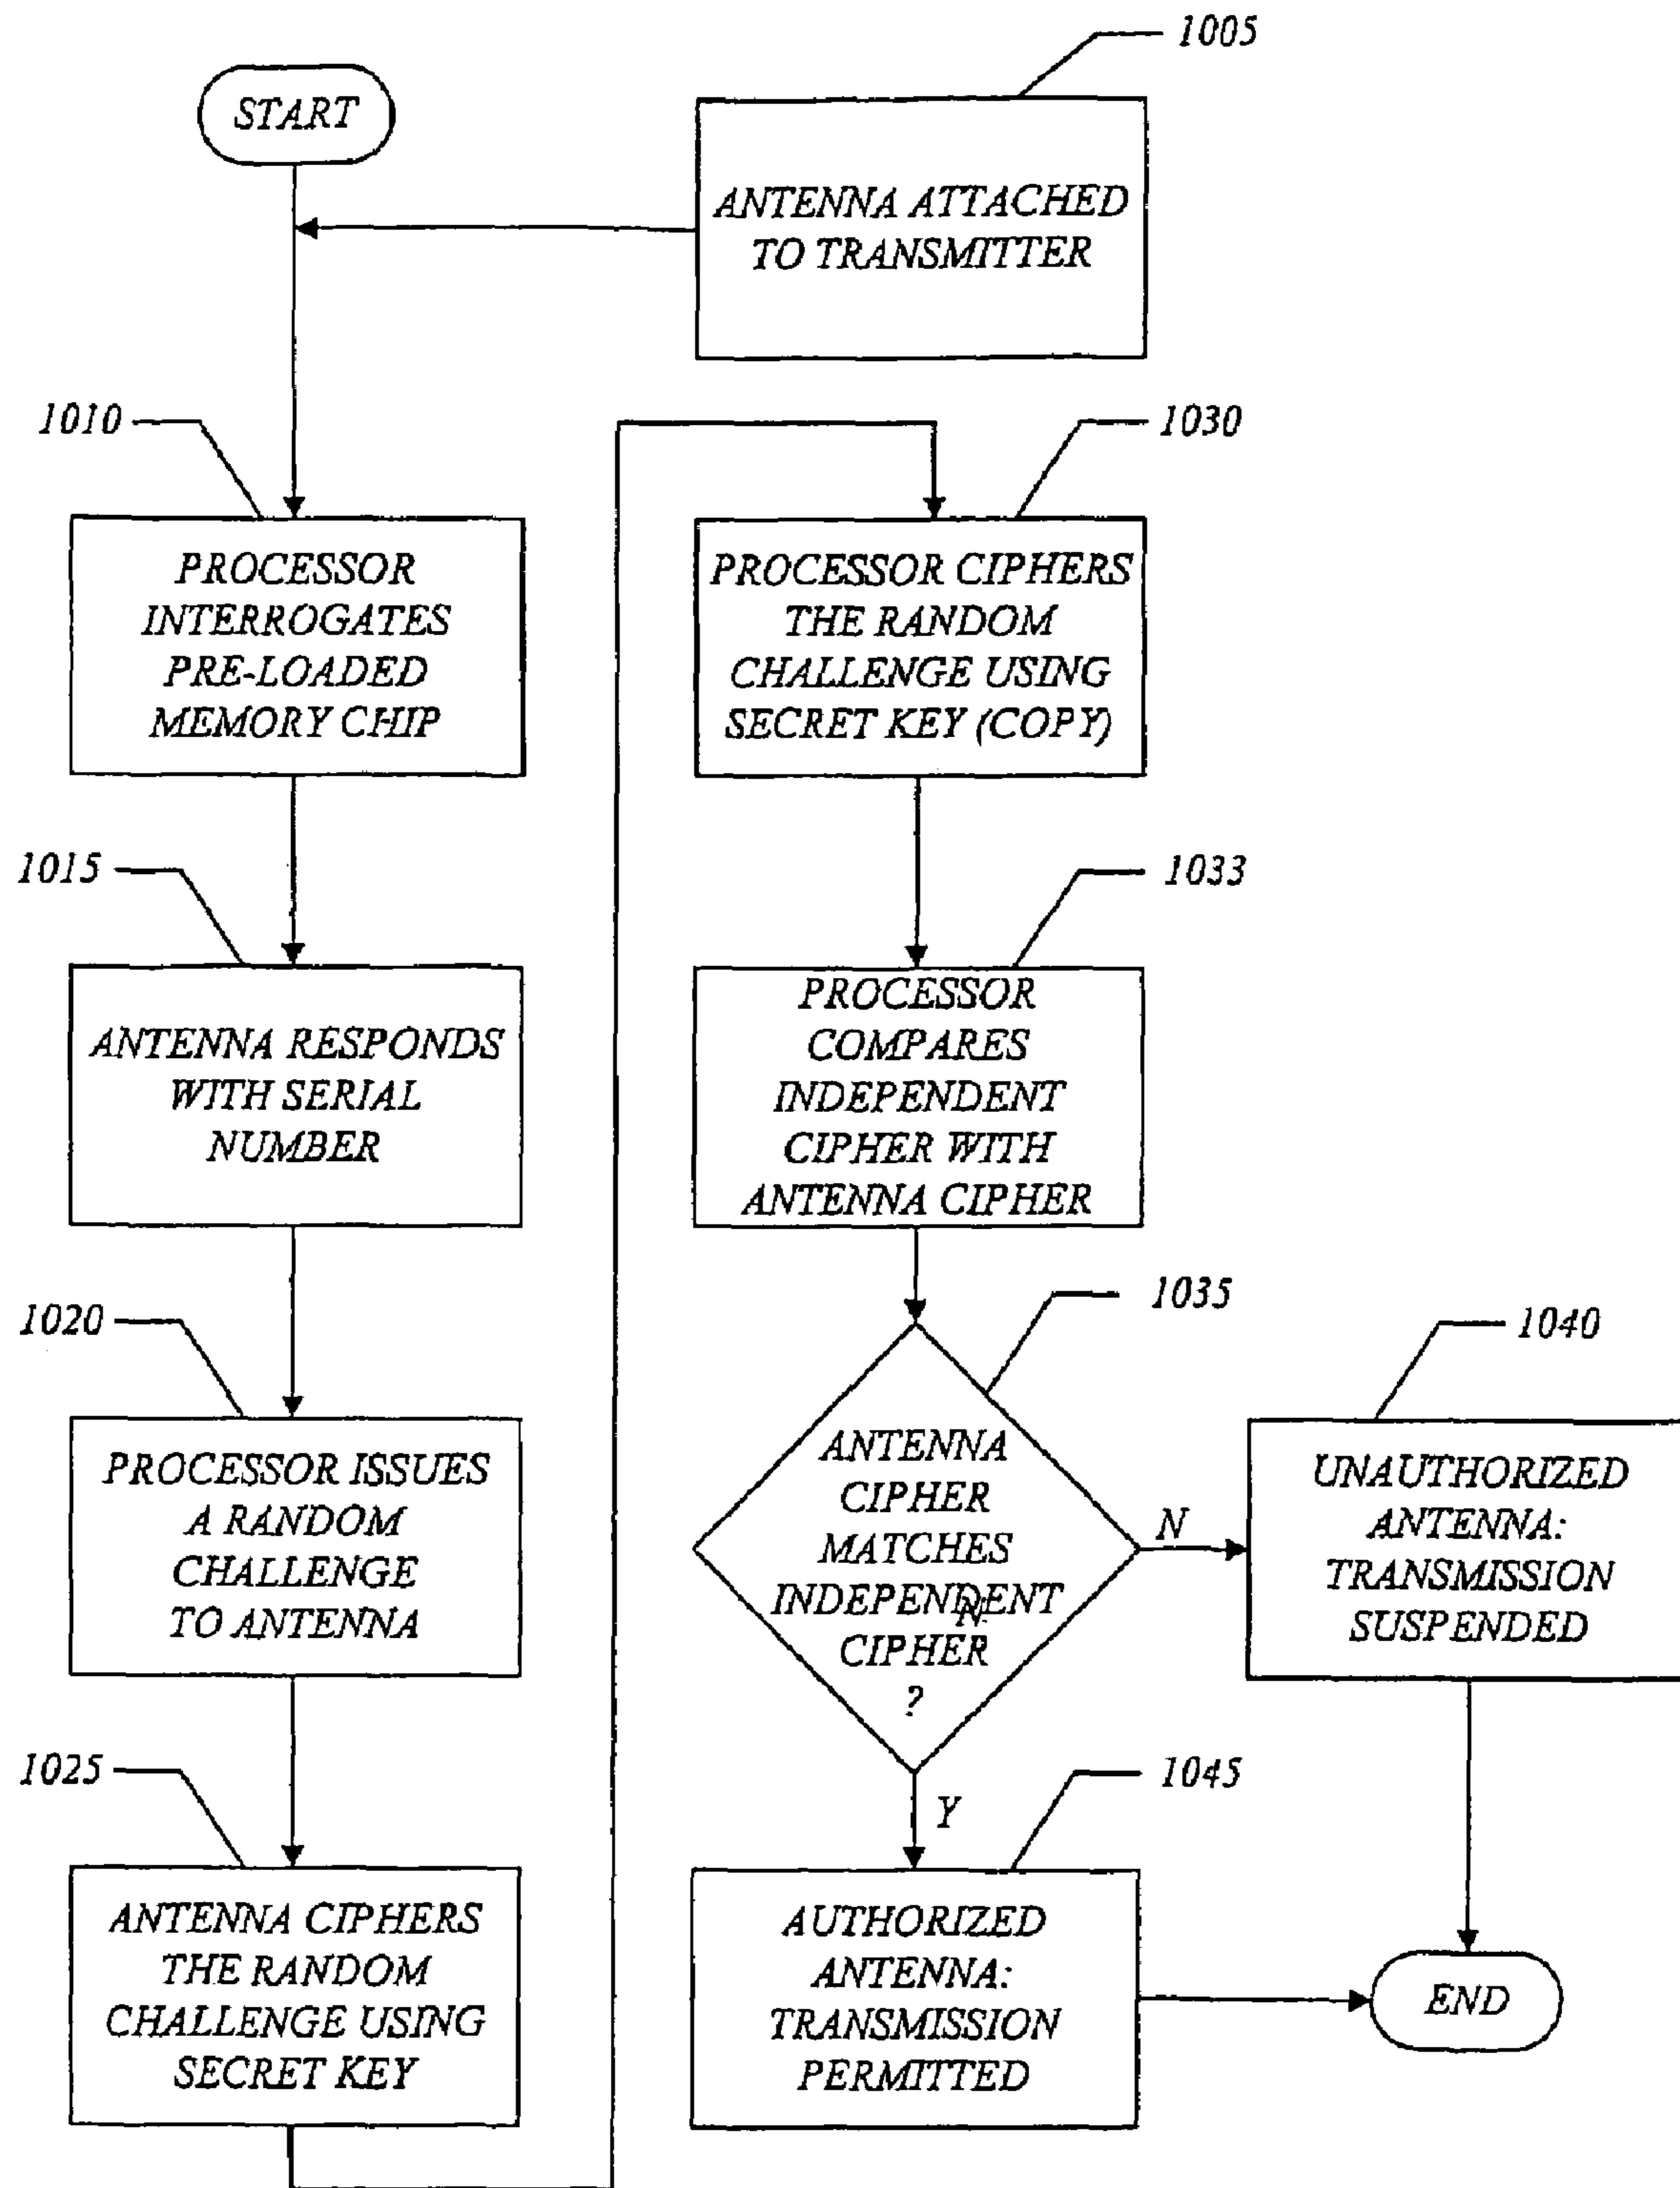 START
1005
ANTENNA ATTACHED
TO TRANSMITTER
1010
PROCESSOR
INTERROGATES
PRE-LOADED
MEMORY CHIP
1015
ANTENNA RESPONDS
WITH SERIAL
NUMBER
1020
PROCESSOR ISSUES
A RANDOM
CHALLENGE
TO ANTENNA
1025
ANTENNA CIPHERS
THE RANDOM
CHALLENGE USING
SECRET KEY
1030
PROCESSOR CIPHERS
THE RANDOM
CHALLENGE USING
SECRET KEY (COPY)
1033
PROCESSOR
COMPARES
INDEPENDENT
CIPHER WITH
ANTENNA CIPHER
1035
ANTENNA
CIPHER
MATCHES
INDEPENDENT
N
CIPHER
?
N
1040
UNAUTHORIZED
ANTENNA:
TRANSMISSION
SUSPENDED
Y
1045
AUTHORIZED
ANTENNA:
TRANSMISSION
PERMITTED
END